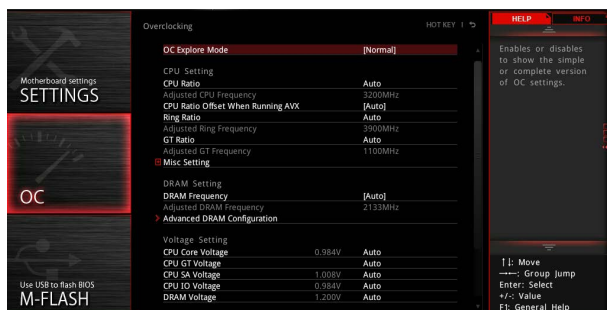 Overclocking
HOT KEY
HELP
INFO
Motherboard settings
SETTINGS
OC
Use USB to flash BIOS
M-FLASH
OC Explore Mode [Normal]
CPU Setting
CPU Ratio Auto
Adjusted CPU Frequency 3200MHz
CPU Ratio Offset When Running AVX [Auto]
Ring Ratio Auto
Adjusted Ring Frequency 3900MHz
GT Ratio Auto
Adjusted GT Frequency 1100MHz
Misc Setting
DRAM Setting
DRAM Frequency [Auto]
Adjusted DRAM Frequency 2133MHz
Advanced DRAM Configuration
Voltage Setting
CPU Core Voltage 0.984V Auto
CPU GT Voltage Auto
CPU SA Voltage 1.008V Auto
CPU IO Voltage 0.984V Auto
DRAM Voltage 1.200V Auto
Enables or disables
to show the simple
or complete version
of OC settings.
↑↓: Move
→←: Group Jump
Enter: Select
+/-: Value
F1: General Help